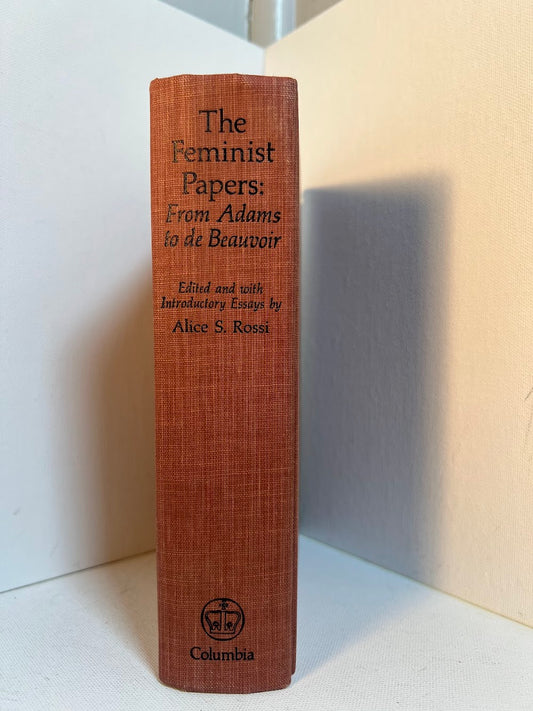 The
Feminist
Papers:
From Adams
to de Beauvoir
Edited and with
Introductory Essays by
Alice S. Rossi
Columbia